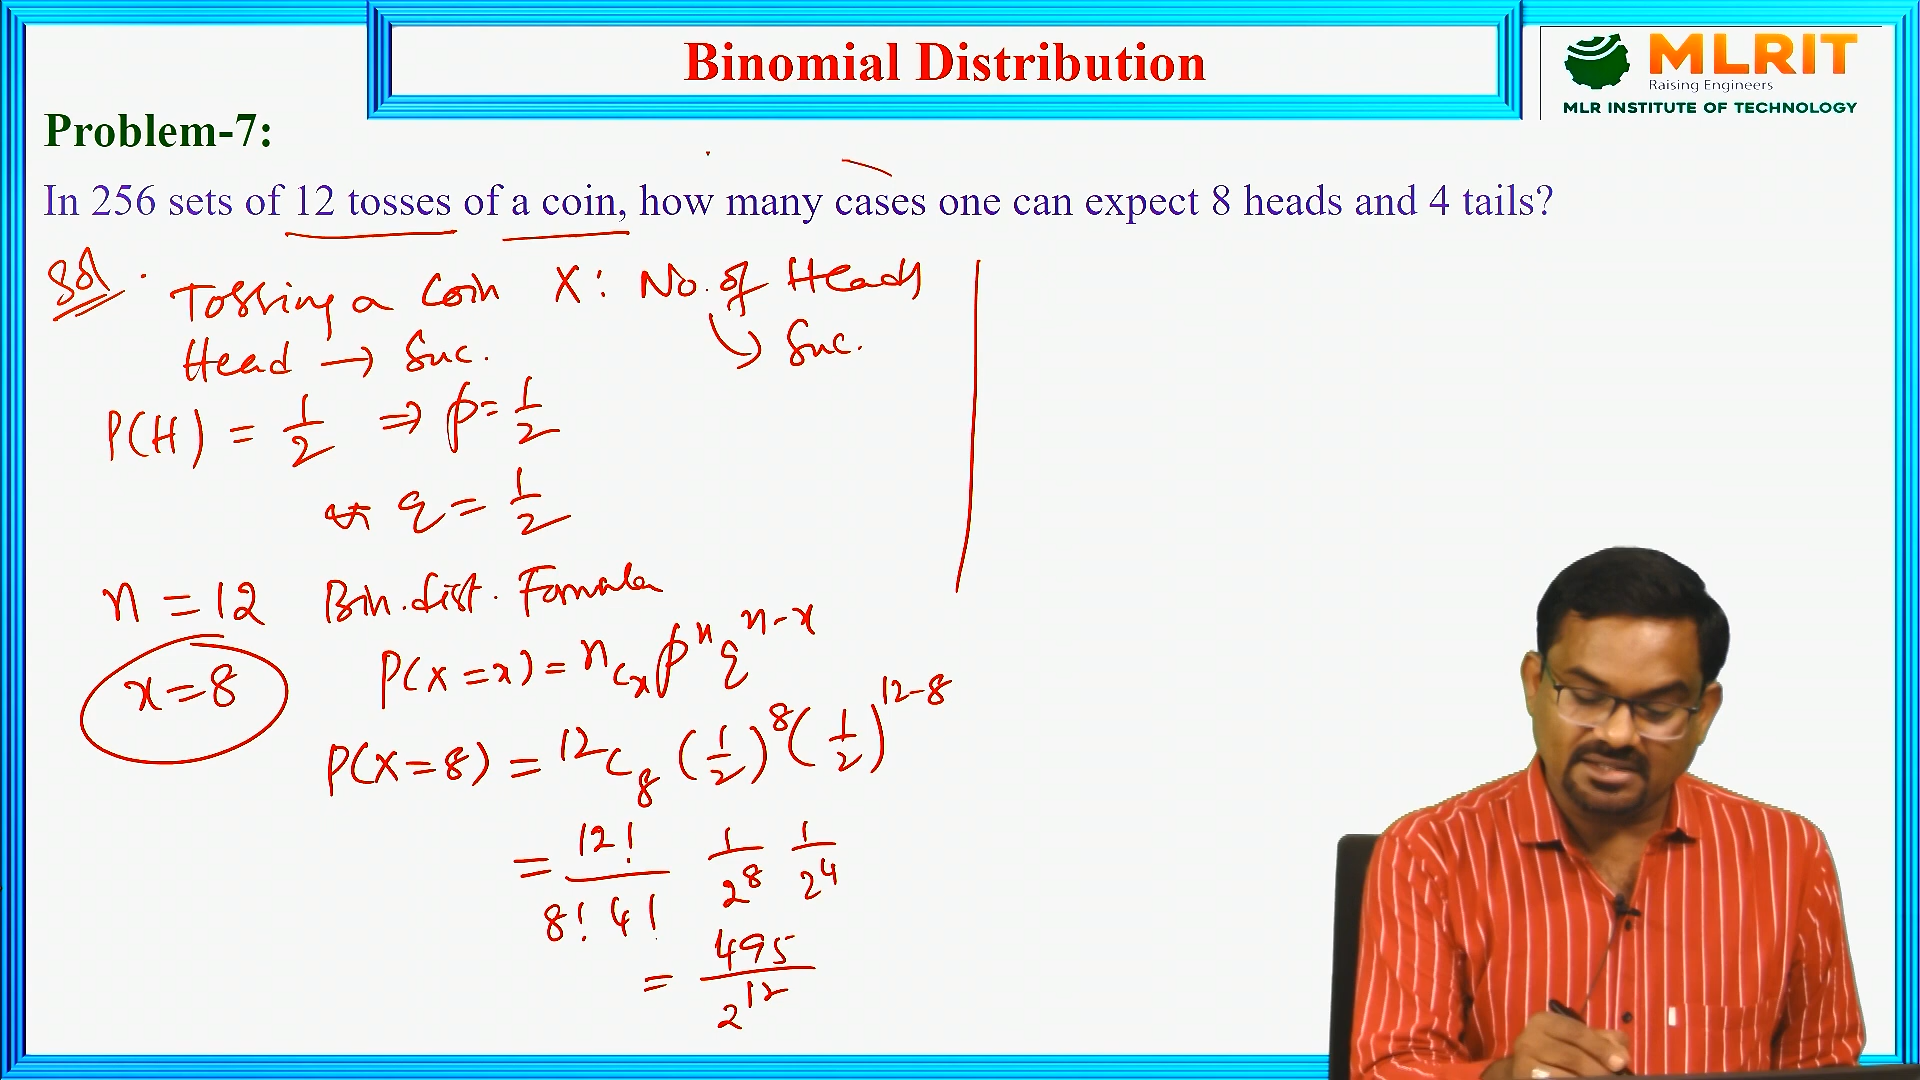 Binomial Distribution
MLRIT
Raising Engineers
MLR INSTITUTE OF TECHNOLOGY
Problem-7:
In 256 sets of 12 tosses of a coin, how many cases one can expect 8 heads and 4 tails?
Sol. Tossing a Coin X: No. of Heads
Head → Suc. ↳ Suc.
P(H) = 1/2 ⇒ p = 1/2
q = 1/2
n = 12 Bin. dist. Formula
x = 8 P(X = x) = nCx p^x q^(n-x)
P(X = 8) = 12C8 (1/2)^8 (1/2)^(12-8)
= 12!/(8! 4!) 1/2^8 1/2^4
= 495/2^12